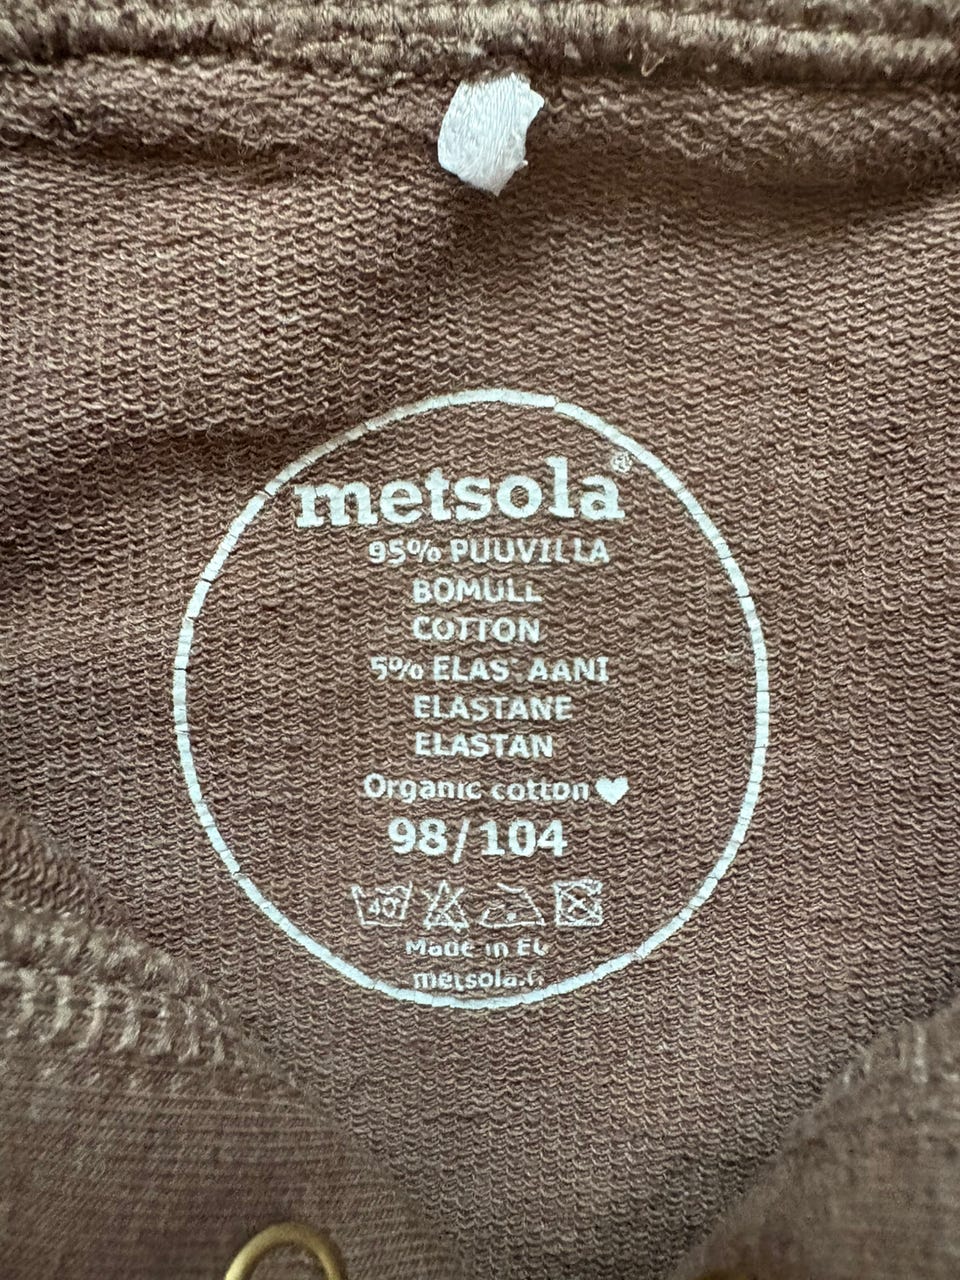 metsola®
95% PUUVILLA
BOMULL
COTTON
5% ELASTAANI
ELASTANE
ELASTAN
Organic cotton ♥
98/104
40°
Made in EU
metsola.fi